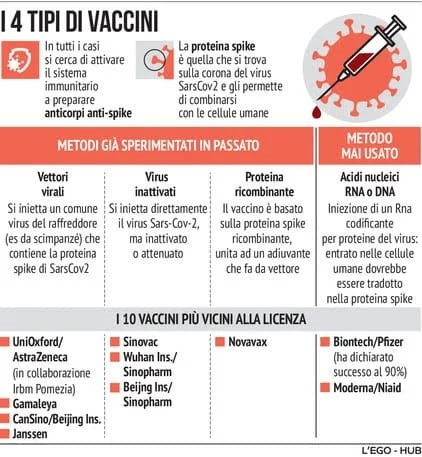 I 4 TIPI DI VACCINI
In tutti i casi
si cerca di attivare
il sistema
immunitario
a preparare
anticorpi anti-spike
La proteina spike
è quella che si trova
sulla corona del virus
SarsCov2 e gli permette
di combinarsi
con le cellule umane
METODI GIÀ SPERIMENTATI IN PASSATO
METODO
MAI USATO
Vettori
virali
Si inietta un comune
virus del raffreddore
(es da scimpanzé) che
contiene la proteina
spike di SarsCov2
Virus
inattivati
Si inietta direttamente
il virus Sars-Cov-2,
ma inattivato
o attenuato
Proteina
ricombinante
Il vaccino è basato
sulla proteina spike
ricombinante,
unita ad un adiuvante
che fa da vettore
Acidi nucleici
RNA o DNA
Iniezione di un Rna
codificante
per proteine del virus:
entrato nelle cellule
umane dovrebbe
essere tradotto
nella proteina spike
I 10 VACCINI PIÙ VICINI ALLA LICENZA
UniOxford/
AstraZeneca
(in collaborazione
Irbm Pomezia)
Gamaleya
CanSino/Beijing Ins.
Janssen
Sinovac
Wuhan Ins./
Sinopharm
Beijng Ins/
Sinopharm
Novavax
Biontech/Pfizer
(ha dichiarato
successo al 90%)
Moderna/Niaid
L'EGO - HUB